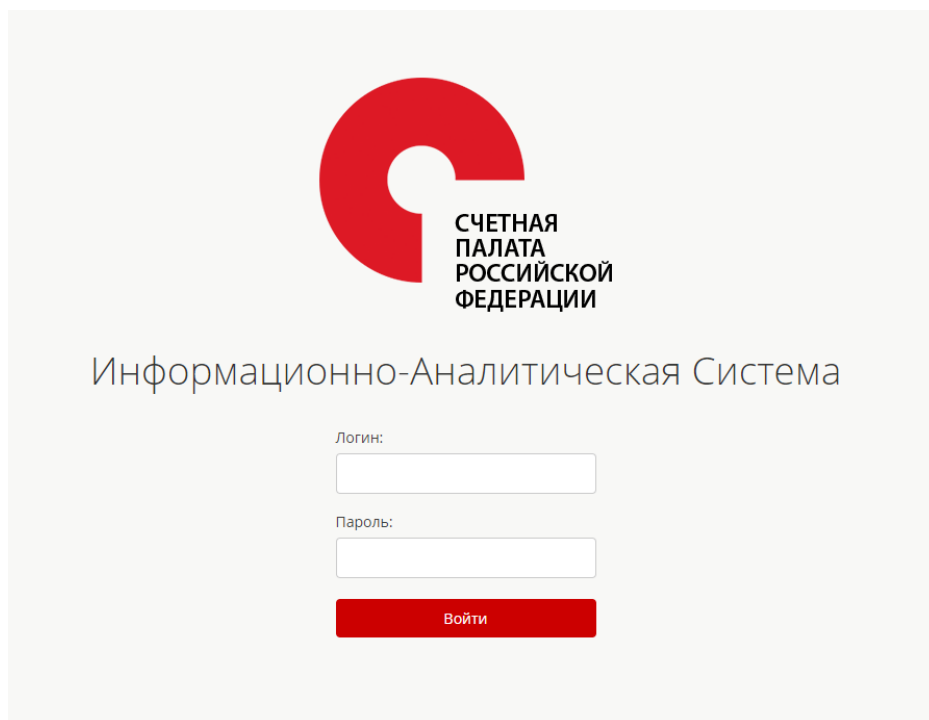 СЧЕТНАЯ
ПАЛАТА
РОССИЙСКОЙ
ФЕДЕРАЦИИ
Информационно-Аналитическая Система
Логин:
Пароль:
Войти